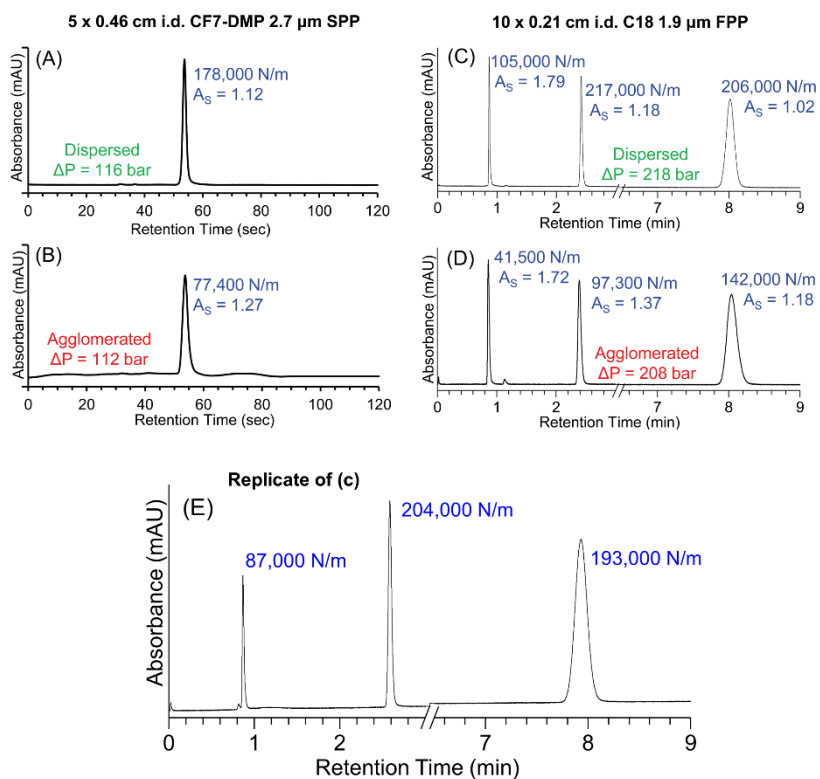 5 x 0.46 cm i.d. CF7-DMP 2.7 µm SPP
(A)
178,000 N/m
Aₛ = 1.12
Dispersed
ΔP = 116 bar
Absorbance (mAU)
0 20 40 60 80 100 120
Retention Time (sec)
(B)
77,400 N/m
Aₛ = 1.27
Agglomerated
ΔP = 112 bar
Absorbance (mAU)
0 20 40 60 80 100 120
Retention Time (sec)
10 x 0.21 cm i.d. C18 1.9 µm FPP
(C)
105,000 N/m
Aₛ = 1.79
217,000 N/m
Aₛ = 1.18
206,000 N/m
Aₛ = 1.02
Dispersed
ΔP = 218 bar
Absorbance (mAU)
0 1 2 7 8 9
Retention Time (min)
(D)
41,500 N/m
Aₛ = 1.72
97,300 N/m
Aₛ = 1.37
142,000 N/m
Aₛ = 1.18
Agglomerated
ΔP = 208 bar
Absorbance (mAU)
0 1 2 7 8 9
Retention Time (min)
Replicate of (c)
(E)
87,000 N/m
204,000 N/m
193,000 N/m
Absorbance (mAU)
0 1 2 7 8 9
Retention Time (min)